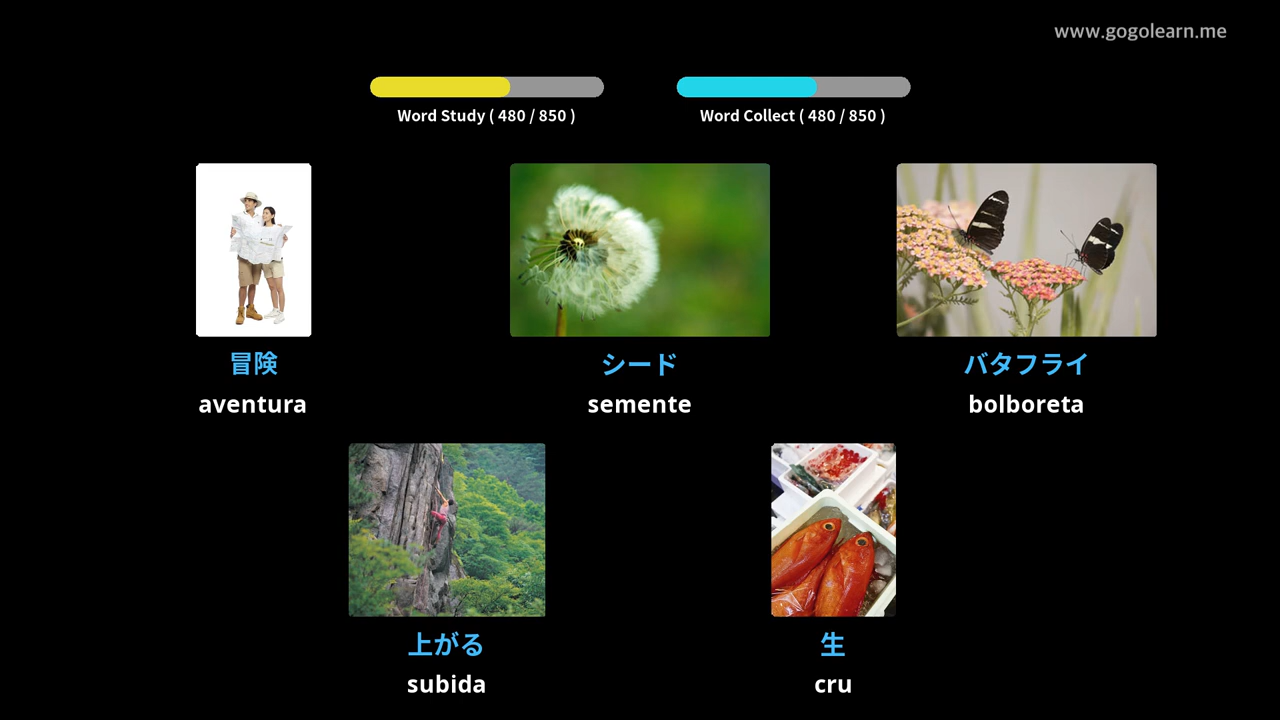 www.gogolearn.me
Word Study ( 480 / 850 )
Word Collect ( 480 / 850 )
冒険
aventura
シード
semente
バタフライ
bolboreta
上がる
subida
生
cru